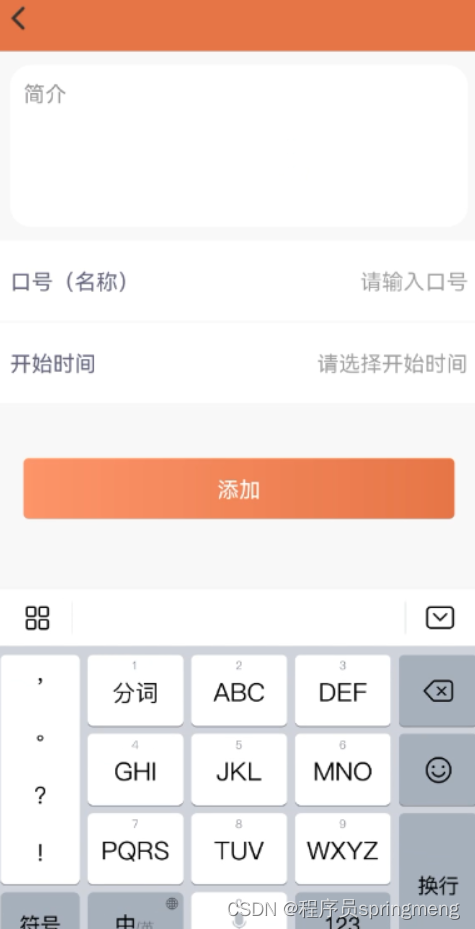 简介
口号（名称）
请输入口号
开始时间
请选择开始时间
添加
，
1
分词
2
ABC
3
DEF
。
4
GHI
5
JKL
6
MNO
？
7
PQRS
8
TUV
9
WXYZ
！
换行
符号
中/英
0
123
CSDN @程序员springmeng